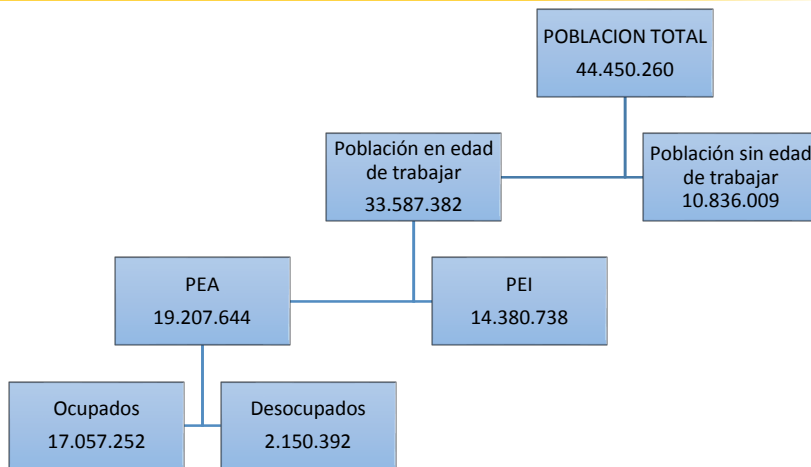 POBLACION TOTAL
44.450.260
Población en edad
de trabajar
33.587.382
Población sin edad
de trabajar
10.836.009
PEA
19.207.644
PEI
14.380.738
Ocupados
17.057.252
Desocupados
2.150.392